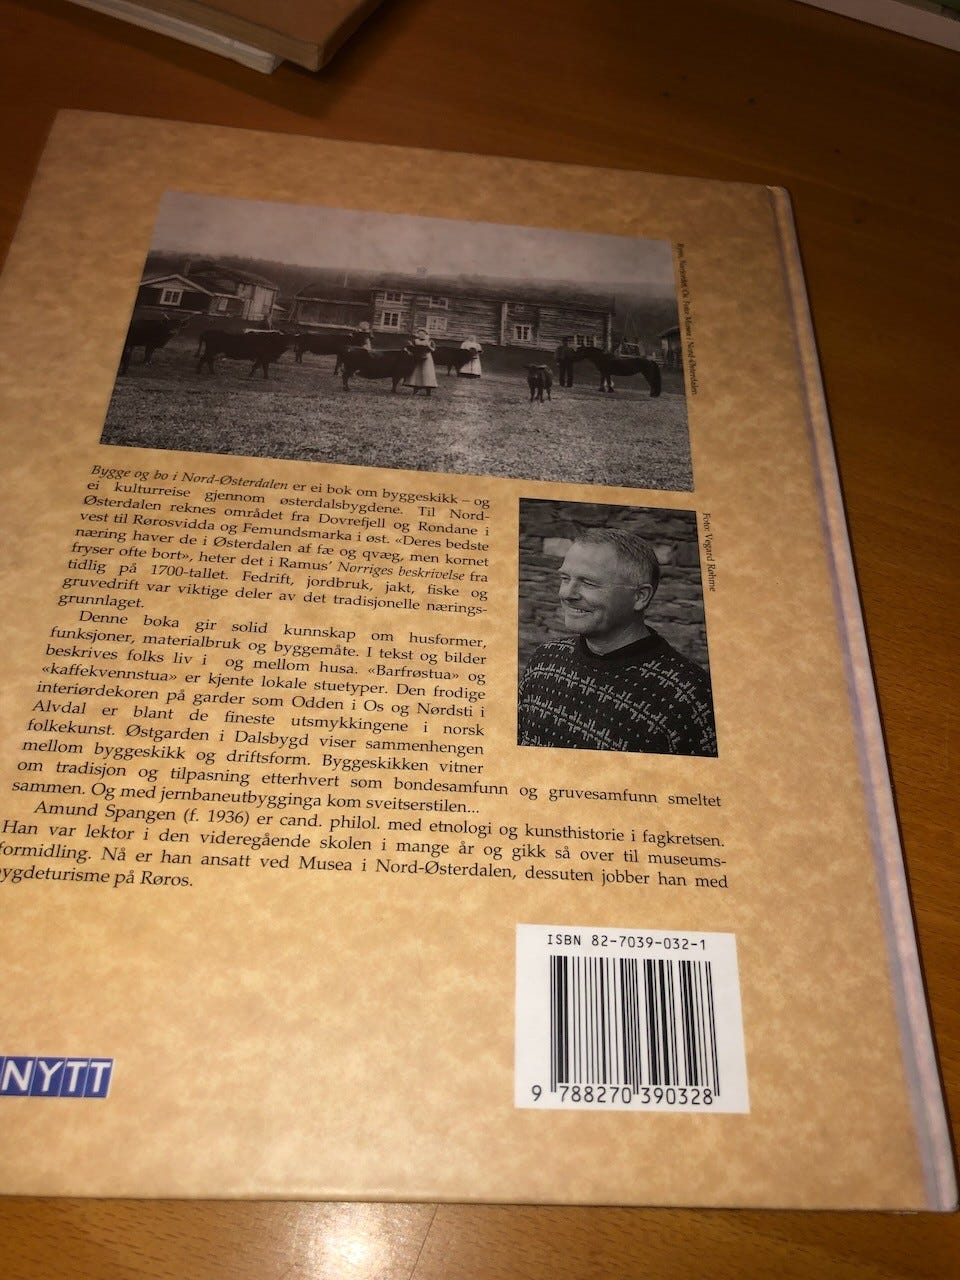 Museet i Nord-Østerdalen
Bygge og bo i Nord-Østerdalen er ei bok om byggeskikk – og
ei kulturreise gjennom østerdalsbygdene. Til Nord-
Østerdalen reknes området fra Dovrefjell og Rondane i
vest til Rørosvidda og Femundsmarka i øst. «Deres bedste
næring haver de i Østerdalen af fæ og qvæg, men kornet
fryser ofte bort», heter det i Ramus' Norriges beskrivelse fra
tidlig på 1700-tallet. Fedrift, jordbruk, jakt, fiske og
gruvedrift var viktige deler av det tradisjonelle nærings-
grunnlaget.
Denne boka gir solid kunnskap om husformer,
funksjoner, materialbruk og byggemåte. I tekst og bilder
beskrives folks liv i og mellom husa. «Barfrøstua» og
«kaffekvennstua» er kjente lokale stuetyper. Den frodige
interiørdekoren på garder som Odden i Os og Nørdsti i
Alvdal er blant de fineste utsmykkingene i norsk
folkekunst. Østgarden i Dalsbygd viser sammenhengen
mellom byggeskikk og driftsform. Byggeskikken vitner
om tradisjon og tilpasning etterhvert som bondesamfunn og gruvesamfunn smeltet
sammen. Og med jernbaneutbygginga kom sveitserstilen...
Amund Spangen (f. 1936) er cand. philol. med etnologi og kunsthistorie i fagkretsen.
Han var lektor i den videregående skolen i mange år og gikk så over til museums-
formidling. Nå er han ansatt ved Musea i Nord-Østerdalen, dessuten jobber han med
ygdeturisme på Røros.
Foto: Vegard Røhme
ISBN 82-7039-032-1
9 788270 390328
NYTT